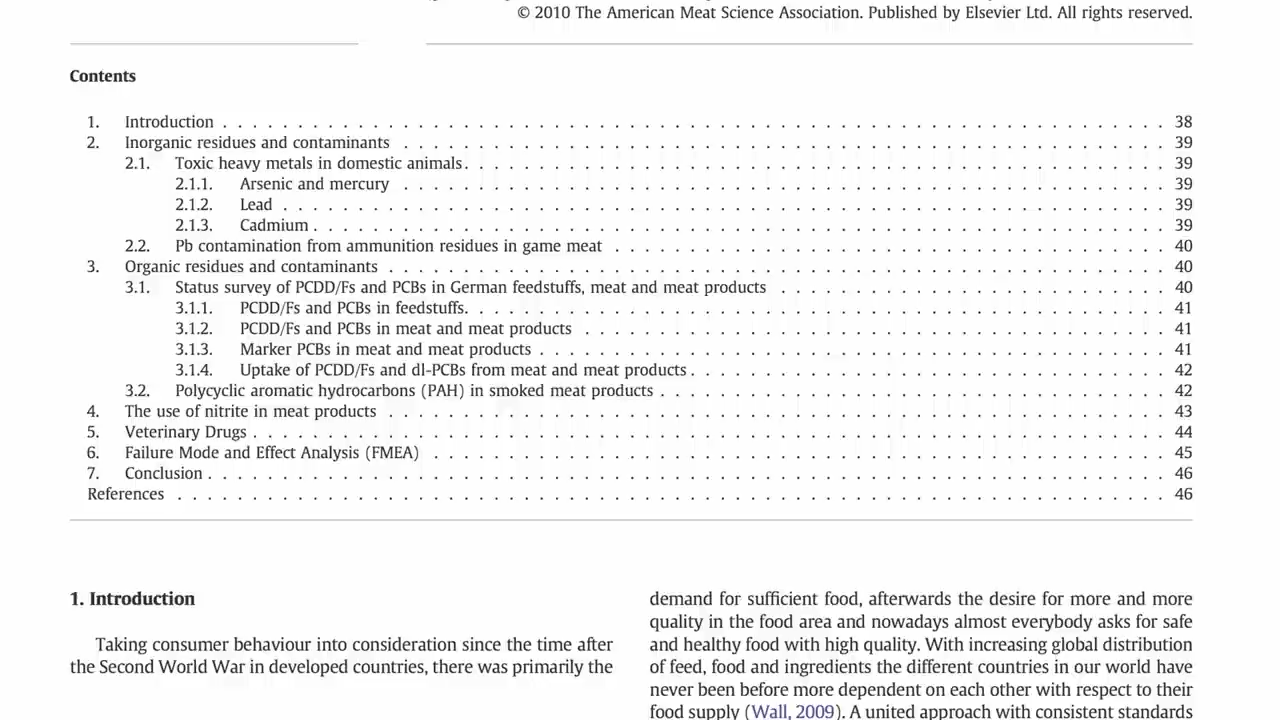 © 2010 The American Meat Science Association. Published by Elsevier Ltd. All rights reserved.
Contents
1. Introduction . . . 38
2. Inorganic residues and contaminants . . . 39
2.1. Toxic heavy metals in domestic animals . . . 39
2.1.1. Arsenic and mercury . . . 39
2.1.2. Lead . . . 39
2.1.3. Cadmium . . . 39
2.2. Pb contamination from ammunition residues in game meat . . . 40
3. Organic residues and contaminants . . . 40
3.1. Status survey of PCDD/Fs and PCBs in German feedstuffs, meat and meat products . . . 40
3.1.1. PCDD/Fs and PCBs in feedstuffs. . . . 41
3.1.2. PCDD/Fs and PCBs in meat and meat products . . . 41
3.1.3. Marker PCBs in meat and meat products . . . 41
3.1.4. Uptake of PCDD/Fs and dl-PCBs from meat and meat products . . . 42
3.2. Polycyclic aromatic hydrocarbons (PAH) in smoked meat products . . . 42
4. The use of nitrite in meat products . . . 43
5. Veterinary Drugs . . . 44
6. Failure Mode and Effect Analysis (FMEA) . . . 45
7. Conclusion . . . 46
References . . . 46
1. Introduction
Taking consumer behaviour into consideration since the time after
the Second World War in developed countries, there was primarily the
demand for sufficient food, afterwards the desire for more and more
quality in the food area and nowadays almost everybody asks for safe
and healthy food with high quality. With increasing global distribution
of feed, food and ingredients the different countries in our world have
never been before more dependent on each other with respect to their
food supply (Wall, 2009). A united approach with consistent standards